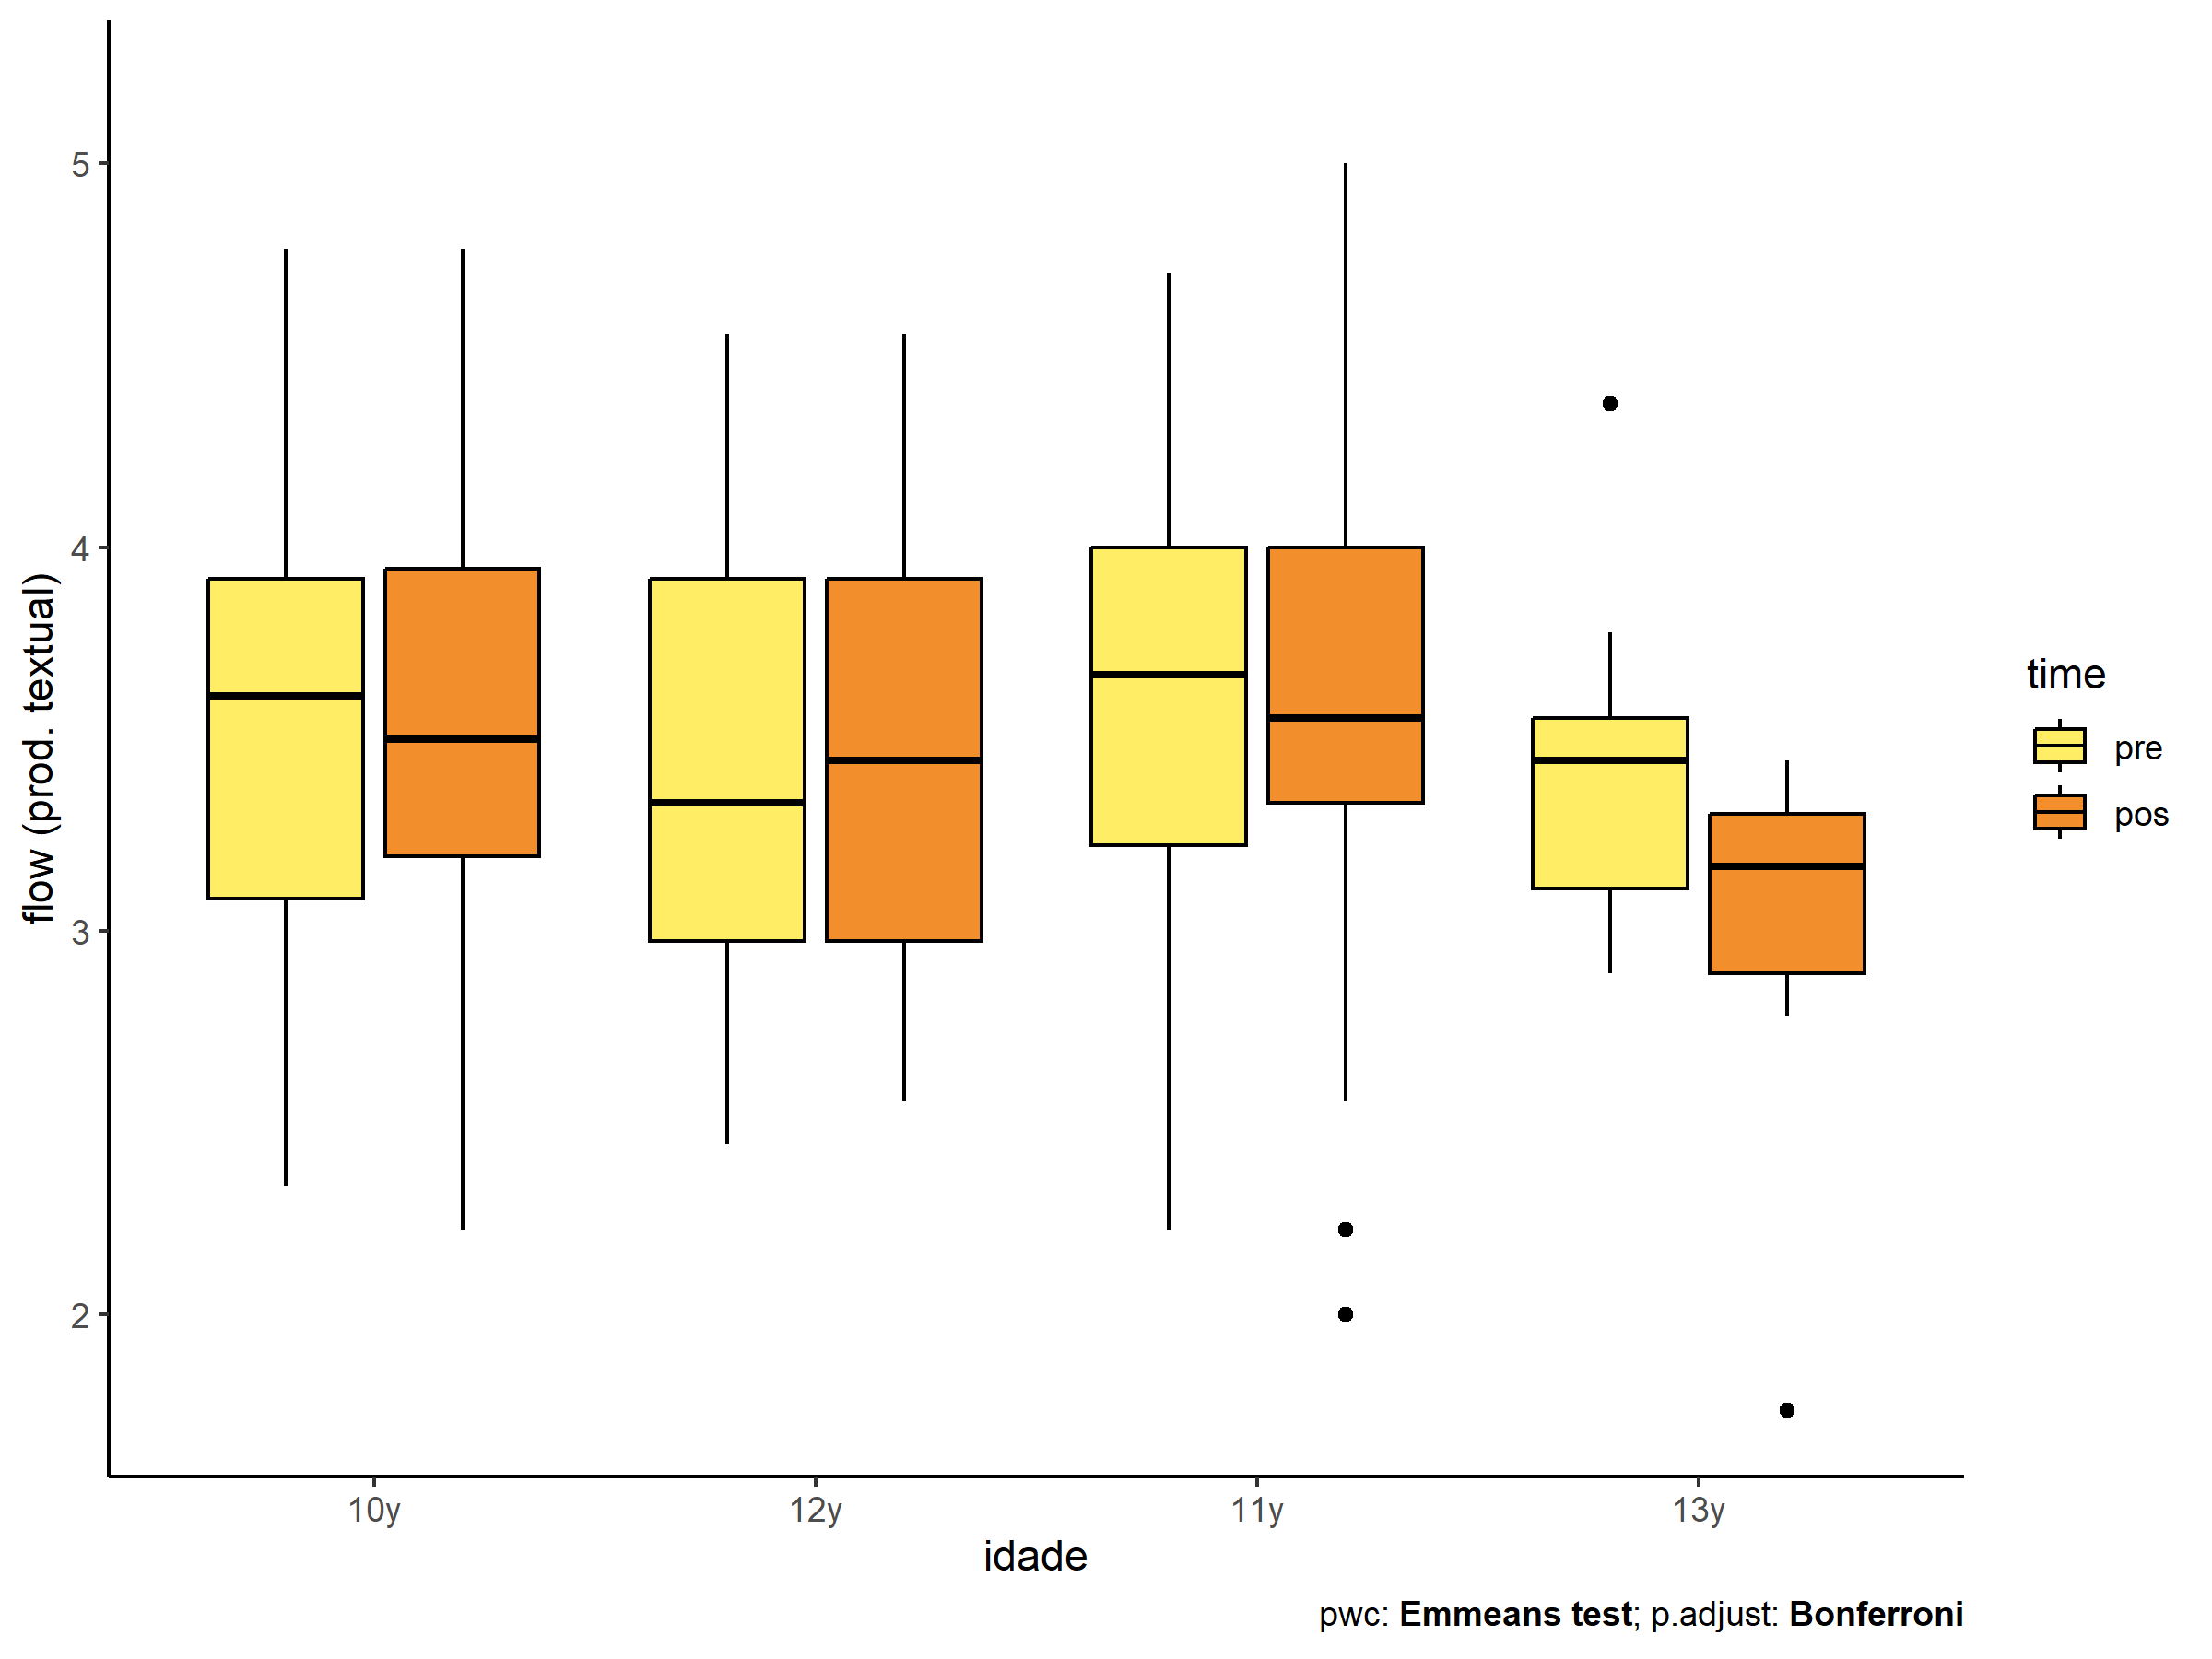 flow (prod. textual)
5
4
3
2
10y 12y 11y 13y
idade
time
pre
pos
pwc: Emmeans test; p.adjust: Bonferroni